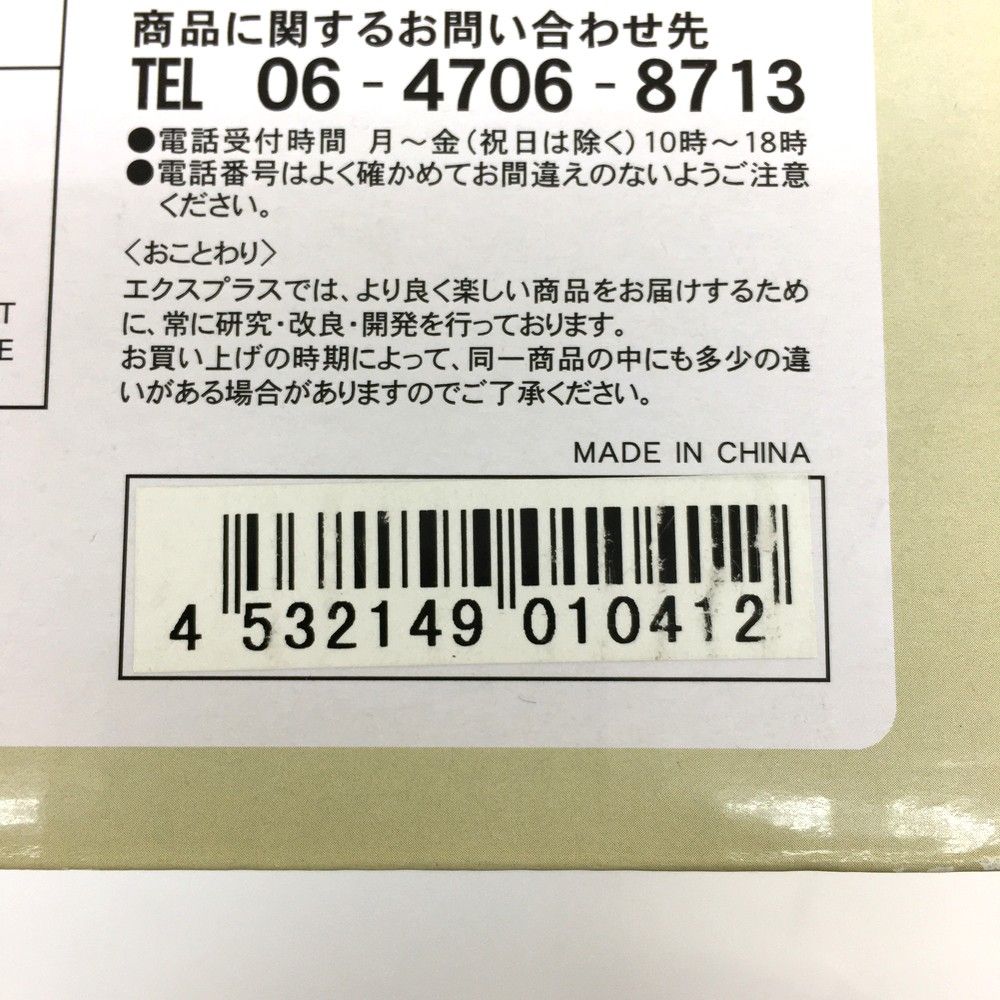 商品に関するお問い合わせ先
TEL 06-4706-8713
●電話受付時間 月～金(祝日は除く)10時～18時
●電話番号はよく確かめてお間違えのないようご注意
ください。
〈おことわり〉
エクスプラスでは、より良く楽しい商品をお届けするため
に、常に研究・改良・開発を行っております。
お買い上げの時期によって、同一商品の中にも多少の違
いがある場合がありますのでご了承ください。
T
E
MADE IN CHINA
4 532149 010412